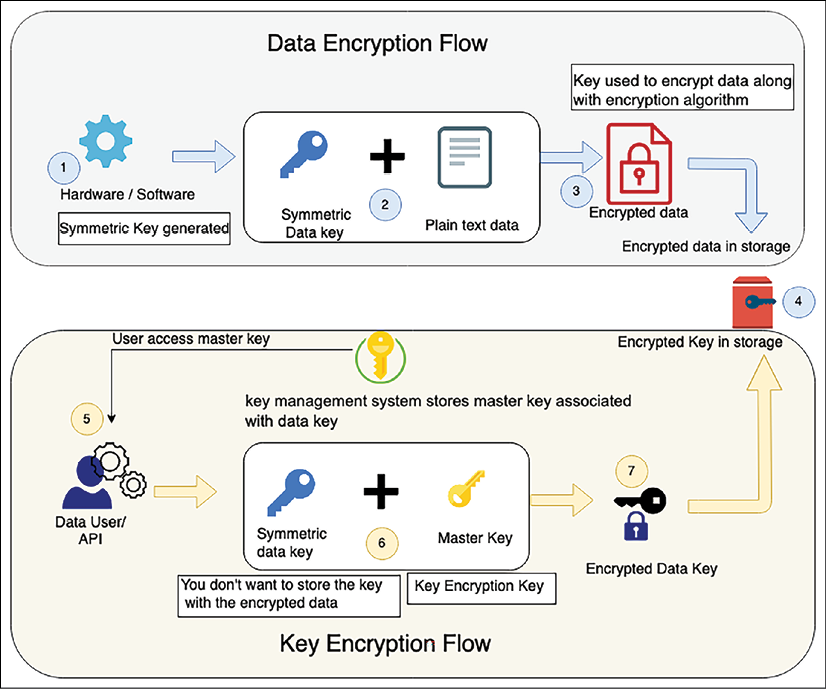 Data Encryption Flow
Key used to encrypt data along
with encryption algorithm
1
Hardware / Software
Symmetric Key generated
Symmetric
Data key
2
Plain text data
3
Encrypted data
Encrypted data in storage
4
Encrypted Key in storage
User access master key
key management system stores master key associated
with data key
5
Data User/
API
Symmetric
data key
6
Master Key
You don't want to store the key
with the encrypted data
Key Encryption Key
7
Encrypted Data Key
Key Encryption Flow